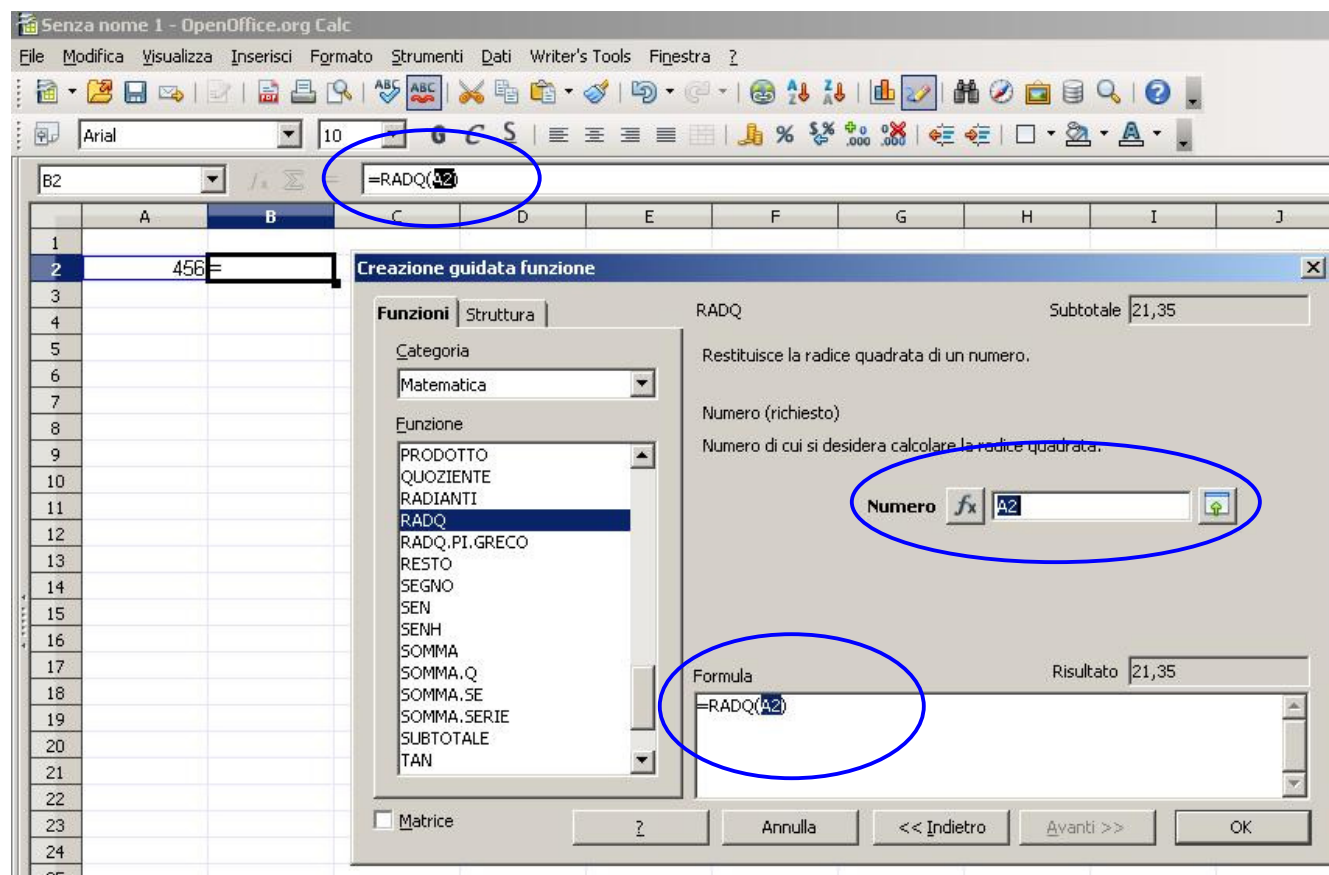 Senza nome 1 - OpenOffice.org Calc
File Modifica Visualizza Inserisci Formato Strumenti Dati Writer's Tools Finestra ?
Arial 10 G C S
B2 =RADQ(A2)
A B C D E F G H I J
1
2 456 =
3
4
5
6
7
8
9
10
11
12
13
14
15
16
17
18
19
20
21
22
23
24
25
Creazione guidata funzione
Funzioni Struttura
Categoria
Matematica
Funzione
PRODOTTO
QUOZIENTE
RADIANTI
RADQ
RADQ.PI.GRECO
RESTO
SEGNO
SEN
SENH
SOMMA
SOMMA.Q
SOMMA.SE
SOMMA.SERIE
SUBTOTALE
TAN
RADQ Subtotale 21,35
Restituisce la radice quadrata di un numero.
Numero (richiesto)
Numero di cui si desidera calcolare la radice quadrata.
Numero fx A2
Formula Risultato 21,35
=RADQ(A2)
Matrice ? Annulla << Indietro Avanti >> OK